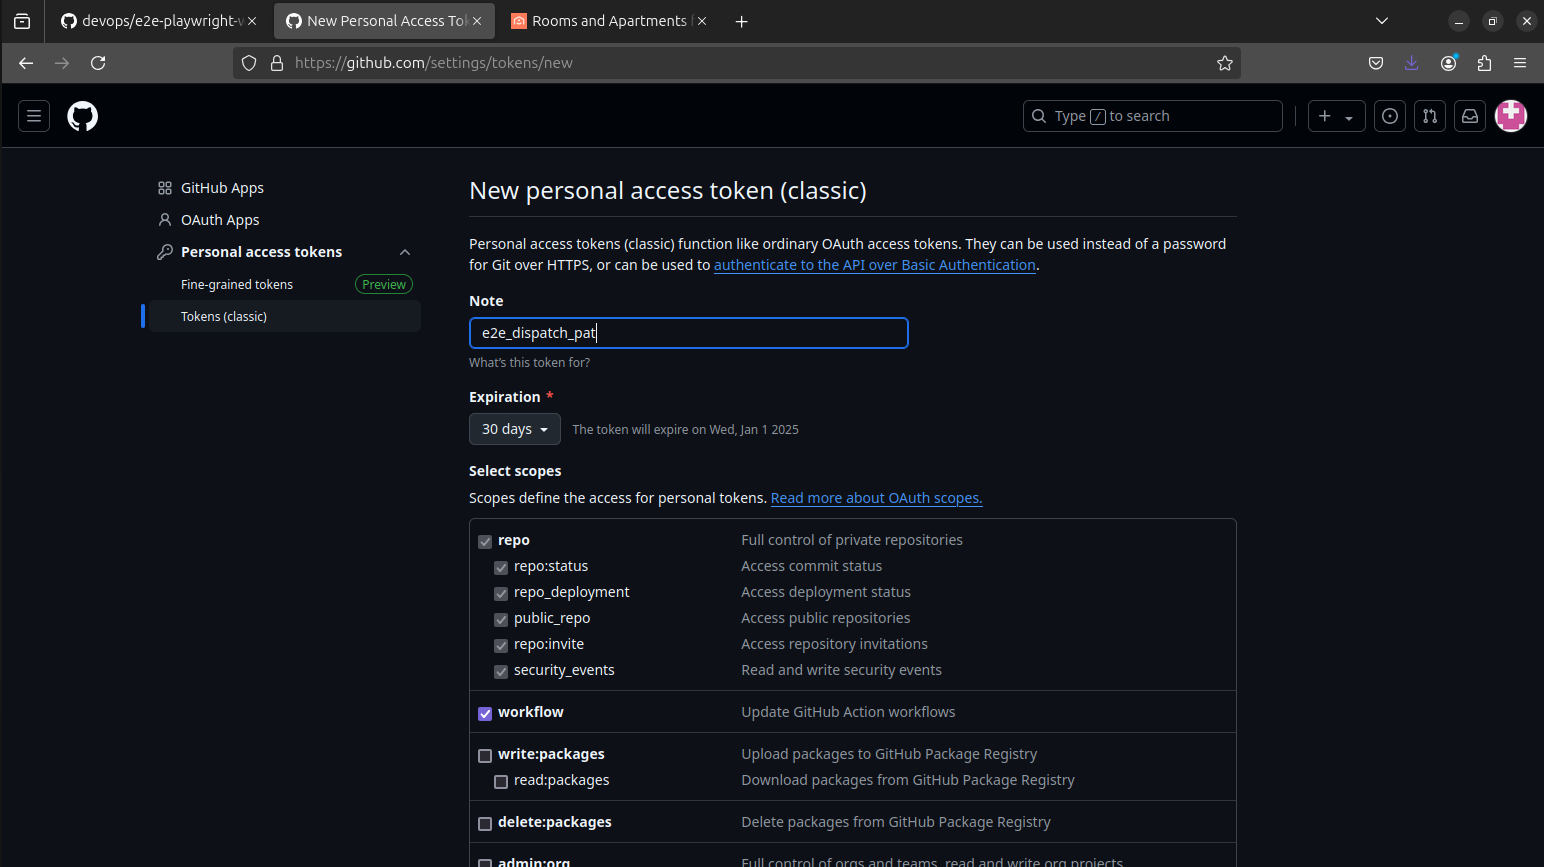 devops/e2e-playwright-v
New Personal Access Tok
Rooms and Apartments f
https://github.com/settings/tokens/new
Type / to search
GitHub Apps
OAuth Apps
Personal access tokens
Fine-grained tokens Preview
Tokens (classic)
New personal access token (classic)
Personal access tokens (classic) function like ordinary OAuth access tokens. They can be used instead of a password
for Git over HTTPS, or can be used to authenticate to the API over Basic Authentication.
Note
e2e_dispatch_pat
What's this token for?
Expiration *
30 days The token will expire on Wed, Jan 1 2025
Select scopes
Scopes define the access for personal tokens. Read more about OAuth scopes.
repo Full control of private repositories
repo:status Access commit status
repo_deployment Access deployment status
public_repo Access public repositories
repo:invite Access repository invitations
security_events Read and write security events
workflow Update GitHub Action workflows
write:packages Upload packages to GitHub Package Registry
read:packages Download packages from GitHub Package Registry
delete:packages Delete packages from GitHub Package Registry
admin:org Full control of orgs and teams, read and write org projects